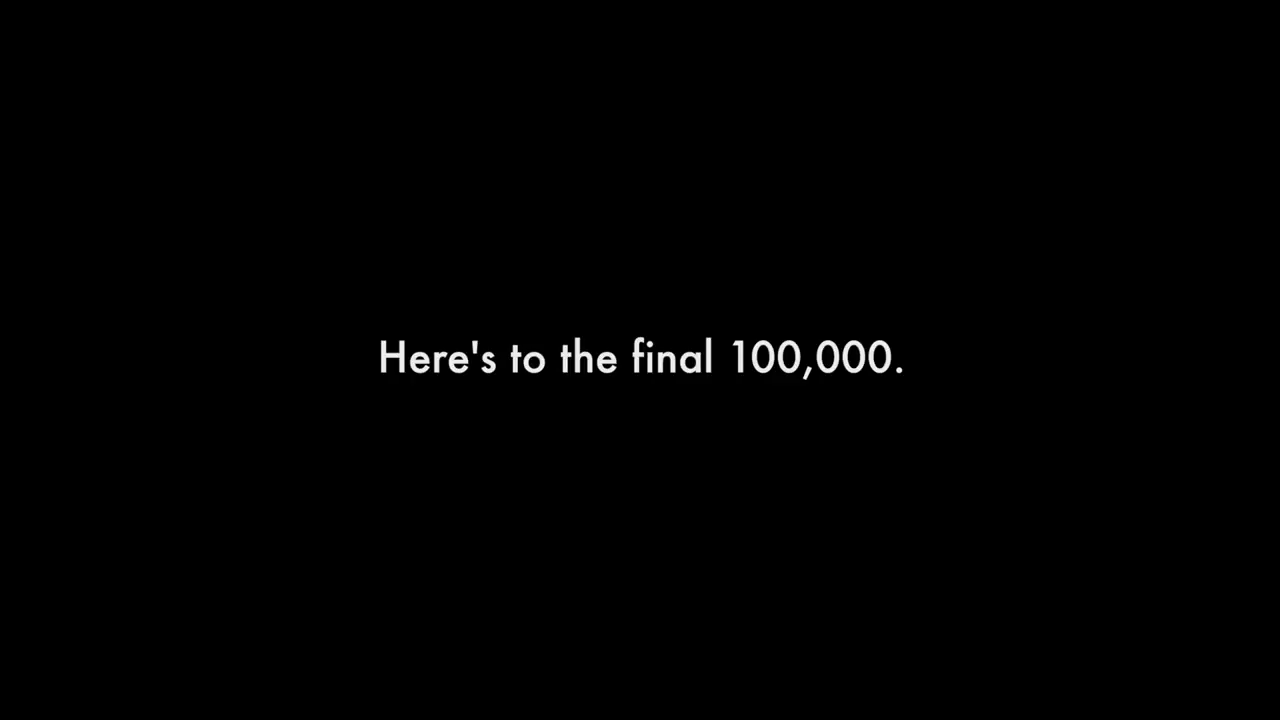 Here's to the final 100,000.